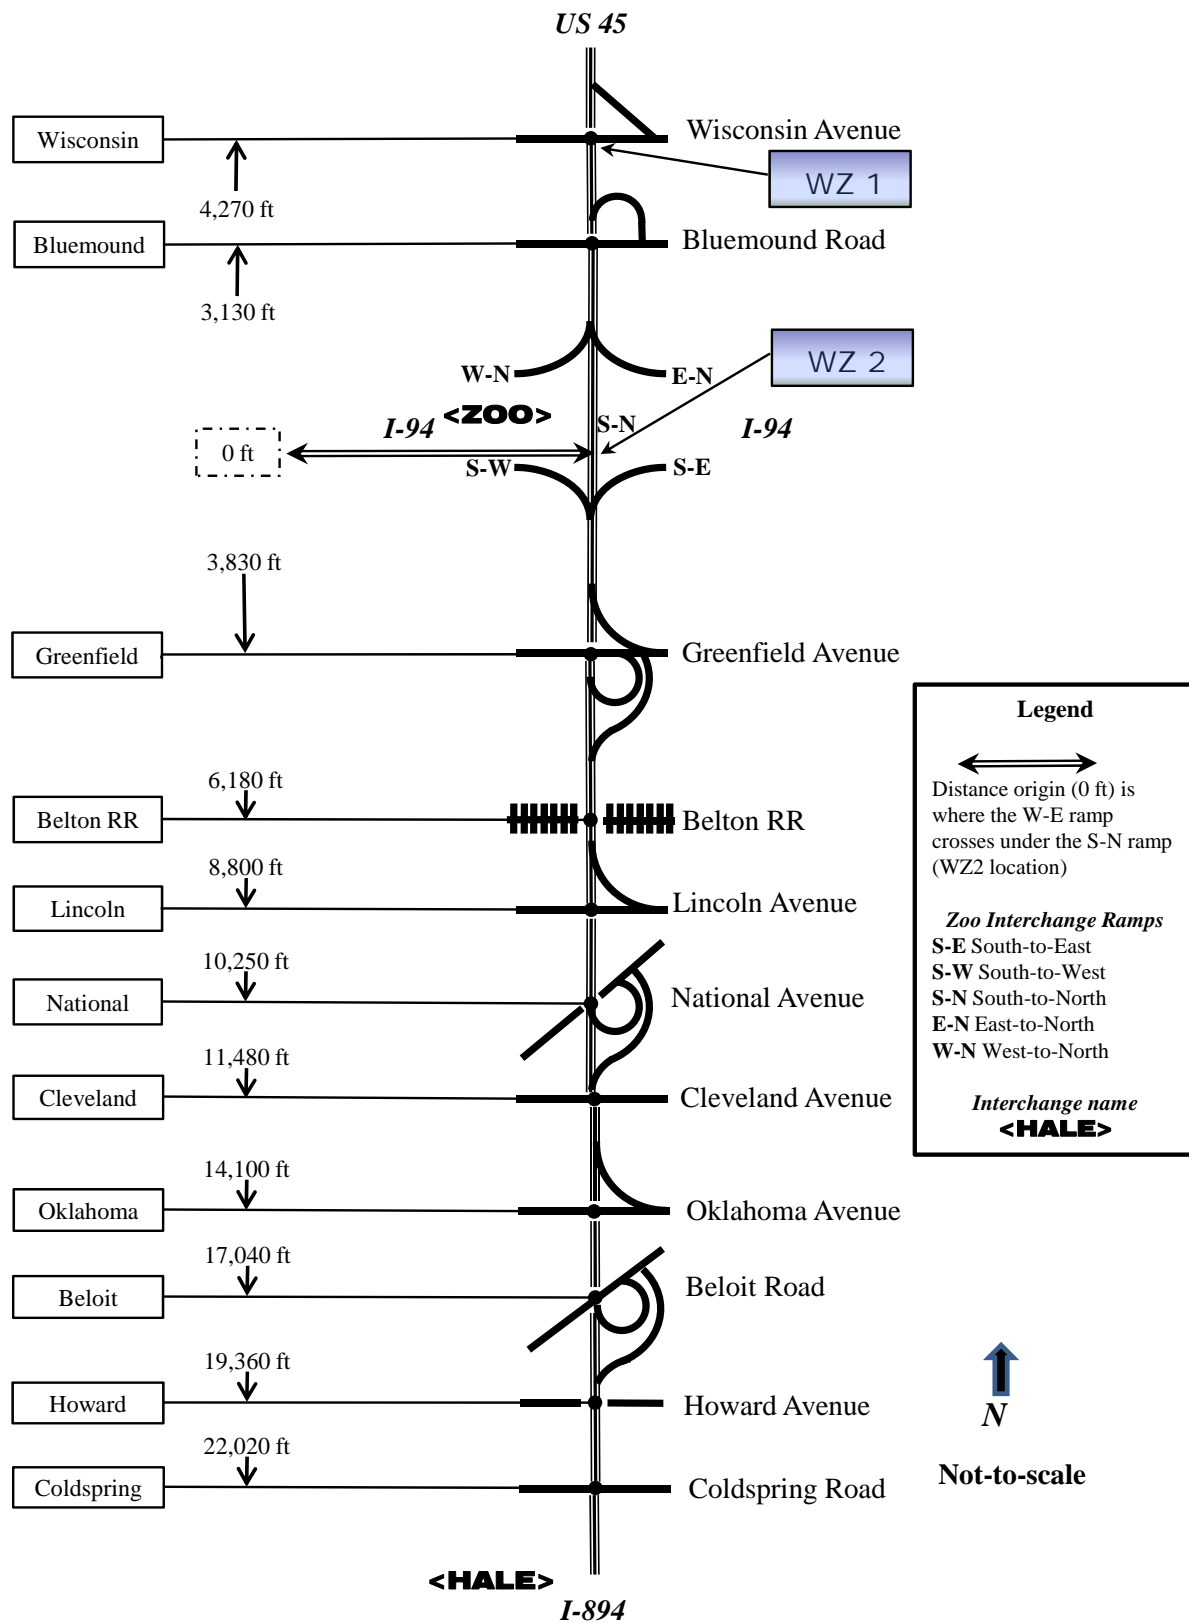 US 45
Wisconsin
Wisconsin Avenue
WZ 1
4,270 ft
Bluemound
Bluemound Road
3,130 ft
WZ 2
W-N
E-N
<ZOO>
I-94
S-N
I-94
0 ft
S-W
S-E
3,830 ft
Greenfield
Greenfield Avenue
Legend
Distance origin (0 ft) is
where the W-E ramp
crosses under the S-N ramp
(WZ2 location)
Zoo Interchange Ramps
S-E South-to-East
S-W South-to-West
S-N South-to-North
E-N East-to-North
W-N West-to-North
Interchange name
<HALE>
6,180 ft
Belton RR
Belton RR
8,800 ft
Lincoln
Lincoln Avenue
10,250 ft
National
National Avenue
11,480 ft
Cleveland
Cleveland Avenue
14,100 ft
Oklahoma
Oklahoma Avenue
17,040 ft
Beloit
Beloit Road
19,360 ft
Howard
Howard Avenue
N
22,020 ft
Coldspring
Coldspring Road
Not-to-scale
<HALE>
I-894